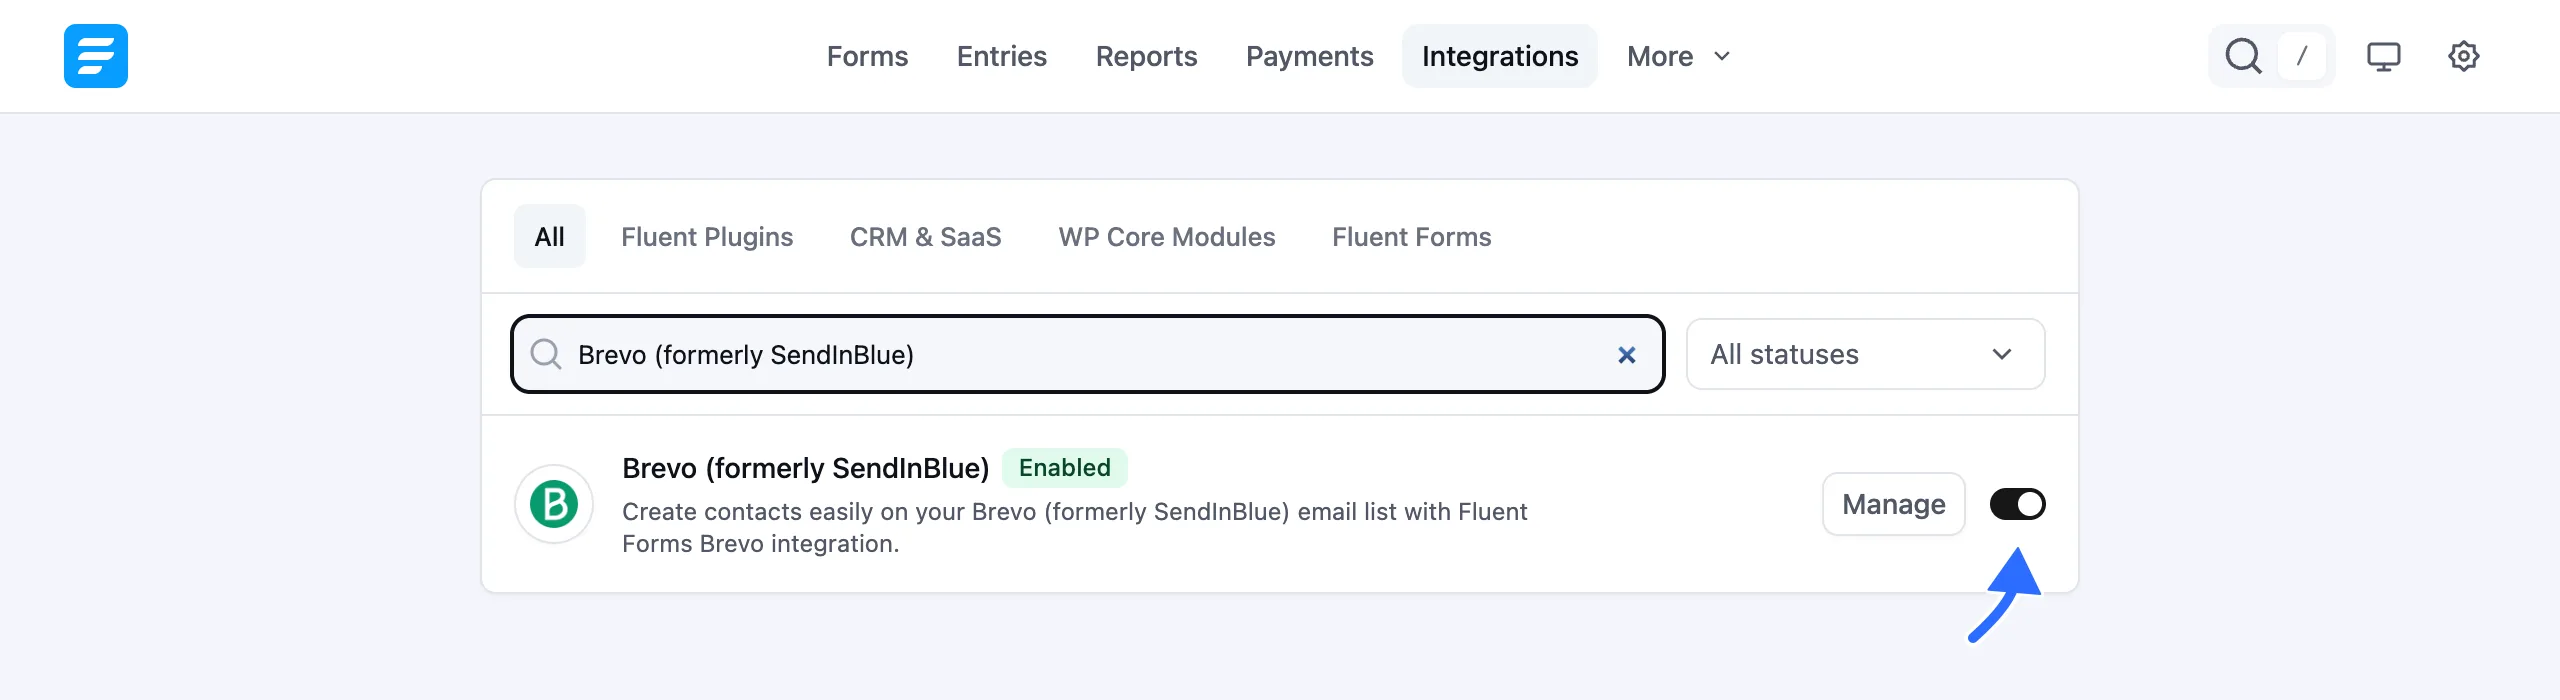 Forms Entries Reports Payments Integrations More /
All Fluent Plugins CRM & SaaS WP Core Modules Fluent Forms
Brevo (formerly SendInBlue) All statuses
Brevo (formerly SendInBlue) Enabled
Create contacts easily on your Brevo (formerly SendInBlue) email list with Fluent
Forms Brevo integration.
B
Manage